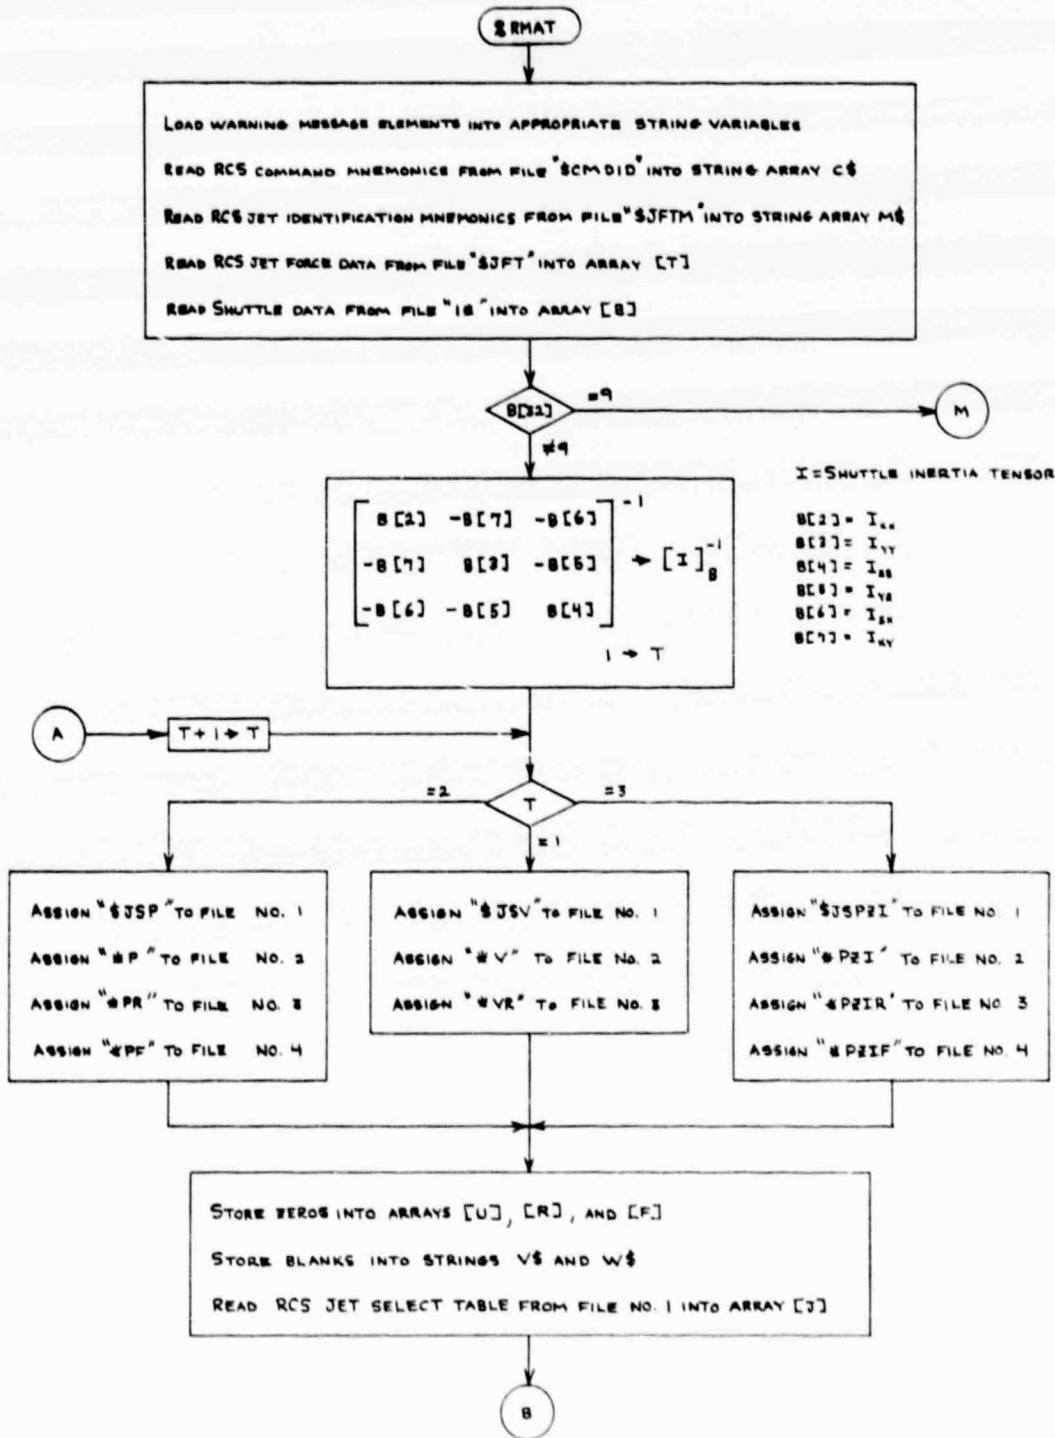 %RMAT
LOAD WARNING MESSAGE ELEMENTS INTO APPROPRIATE STRING VARIABLES
READ RCS COMMAND MNEMONICS FROM FILE "$CMDID" INTO STRING ARRAY C$
READ RCS JET IDENTIFICATION MNEMONICS FROM FILE "$JFTM" INTO STRING ARRAY M$
READ RCS JET FORCE DATA FROM FILE "$JFT" INTO ARRAY [T]
READ SHUTTLE DATA FROM FILE INTO ARRAY [B]
B[32]
=9
M
≠9
I = SHUTTLE INERTIA TENSOR
B[2] -B[7] -B[6] -1
-B[7] B[3] -B[5] → [I]B-1
-B[6] -B[5] B[4]
1 → T
B[2] = Ixx
B[3] = Iyy
B[4] = Izz
B[5] = Iyz
B[6] = Izx
B[7] = Ixy
A
T + 1 → T
=2
T
=3
=1
ASSIGN "$JSP" TO FILE NO. 1
ASSIGN "*P" TO FILE NO. 2
ASSIGN "*PR" TO FILE NO. 3
ASSIGN "*PF" TO FILE NO. 4
ASSIGN "$JSV" TO FILE NO. 1
ASSIGN "*V" TO FILE NO. 2
ASSIGN "*VR" TO FILE NO. 3
ASSIGN "$JSPZI" TO FILE NO. 1
ASSIGN "*PZI" TO FILE NO. 2
ASSIGN "*PZIR" TO FILE NO. 3
ASSIGN "*PZIF" TO FILE NO. 4
STORE ZEROS INTO ARRAYS [U], [R], AND [F]
STORE BLANKS INTO STRINGS V$ AND W$
READ RCS JET SELECT TABLE FROM FILE NO. 1 INTO ARRAY [J]
B